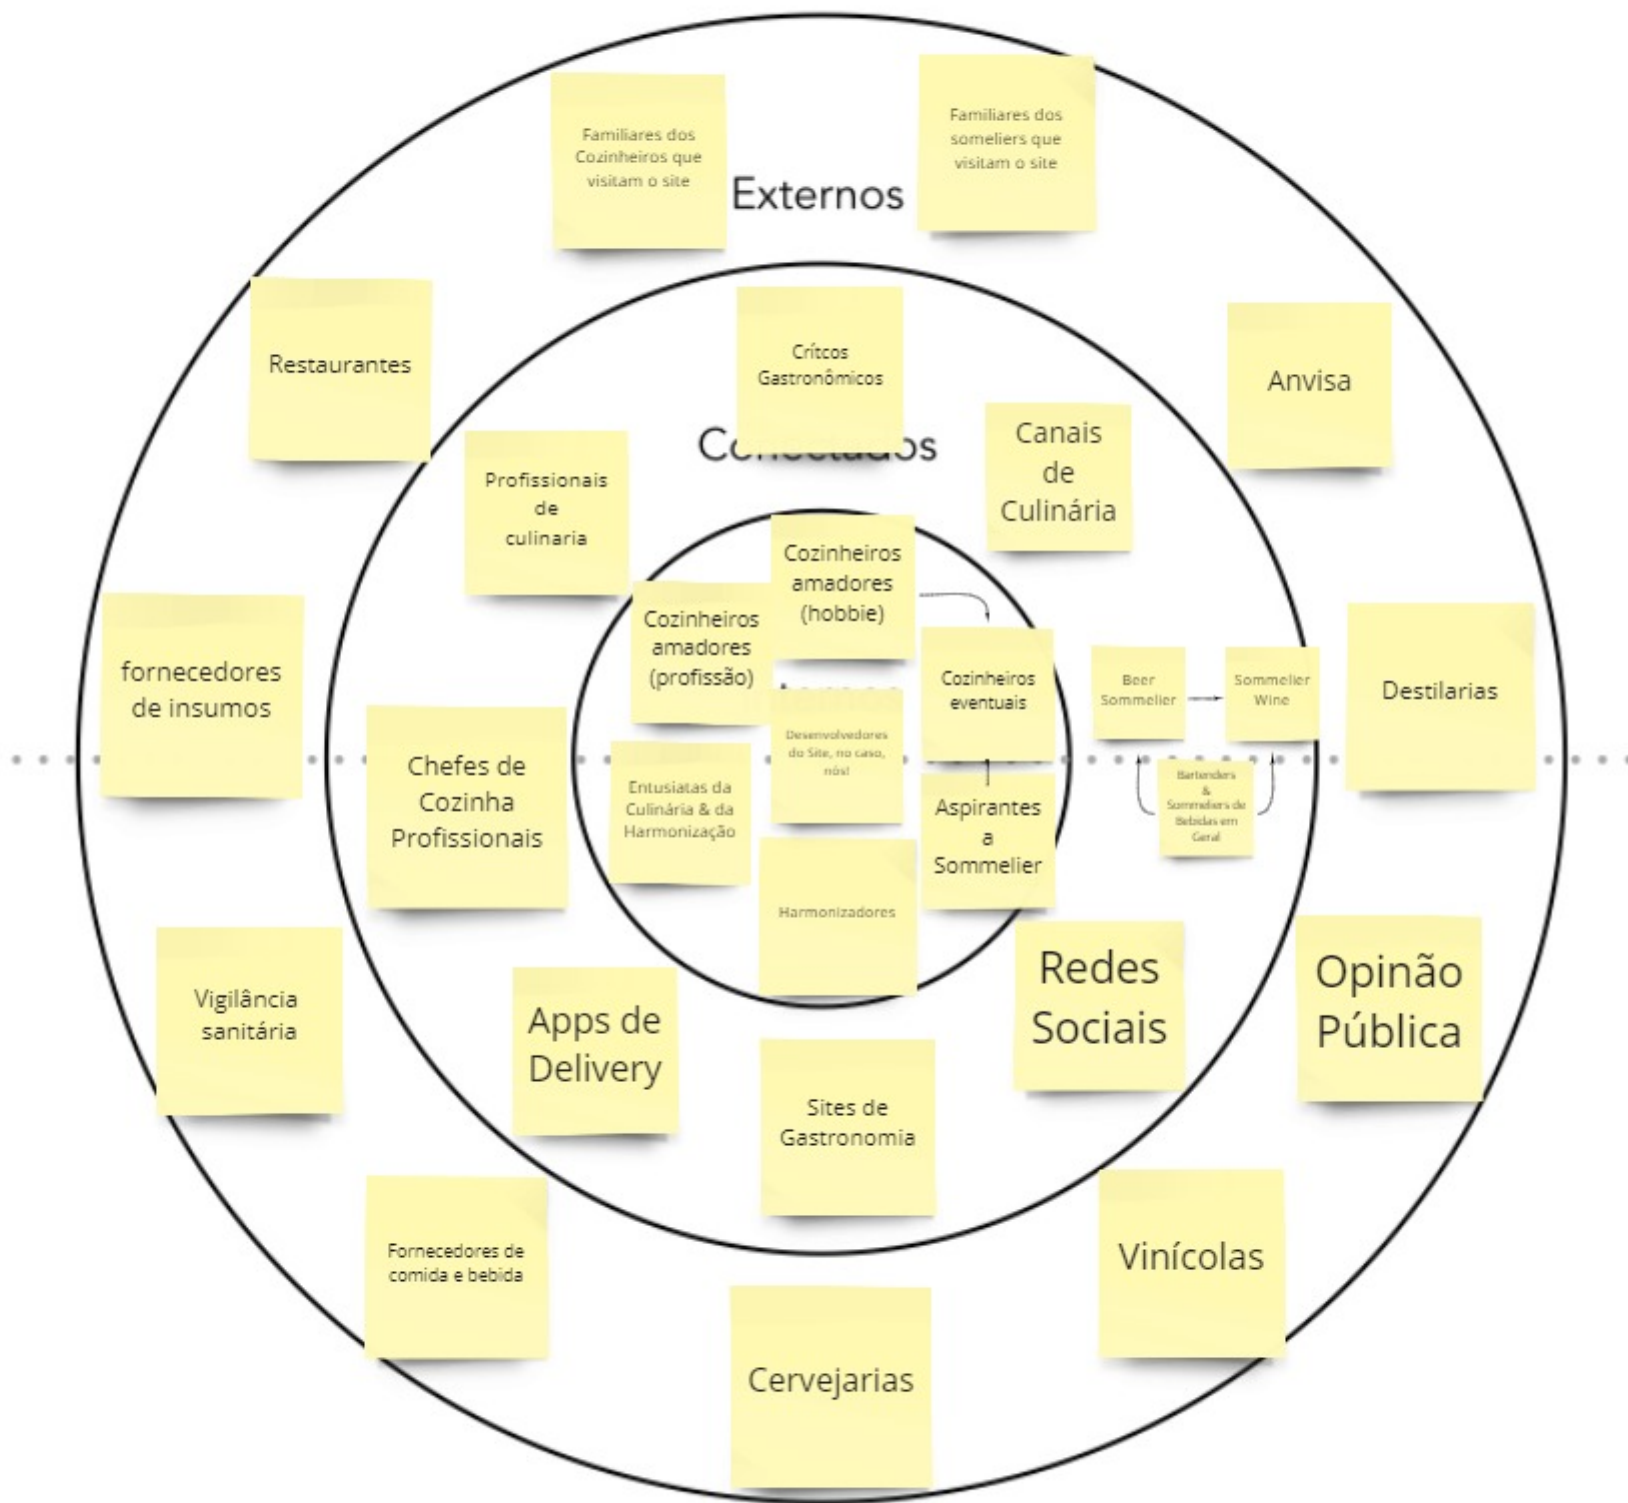 Familiares dos
Cozinheiros que
visitam o site
Familiares dos
someliers que
visitam o site
Externos
Restaurantes
Crítcos
Gastronômicos
Anvisa
Conectados
Canais
de
Culinária
Profissionais
de
culinaria
Cozinheiros
amadores
(hobbie)
Cozinheiros
amadores
(profissão)
fornecedores
de insumos
Cozinheiros
eventuais
Beer
Sommelier
Sommelier
Wine
Destilarias
Desenvolvedores
do Site, no caso,
nós!
Chefes de
Cozinha
Profissionais
Entusiatas da
Culinária & da
Harmonização
Aspirantes
a
Sommelier
Bartenders
&
Sommeliers de
Bebidas em
Geral
Harmonizadores
Vigilância
sanitária
Apps de
Delivery
Redes
Sociais
Opinão
Pública
Sites de
Gastronomia
Fornecedores de
comida e bebida
Vinícolas
Cervejarias